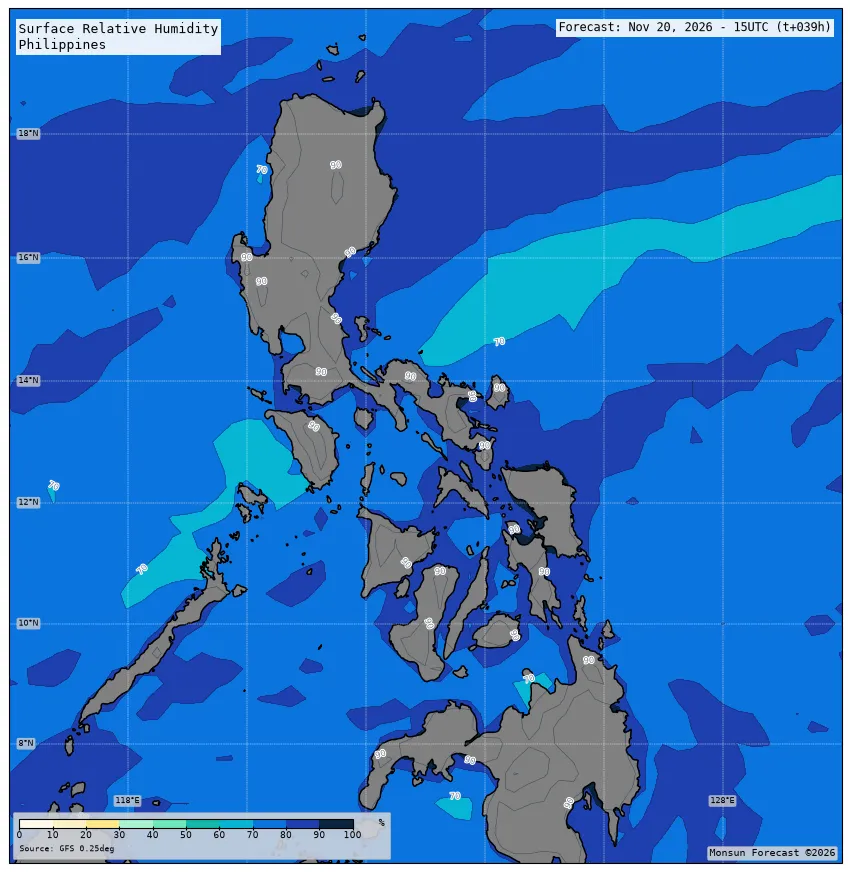 Surface Relative Humidity
Philippines
Forecast: Nov 20, 2026 - 15UTC (t+039h)
18°N
70
90
90
16°N
90
90
90
70
90
90
14°N
90
90
90
90
70
12°N
90
70
90
90
90
10°N
90
90
90
70
8°N
90
90
70
90
118°E
128°E
0 10 20 30 40 50 60 70 80 90 100 %
Source: GFS 0.25deg
Monsun Forecast ©2026